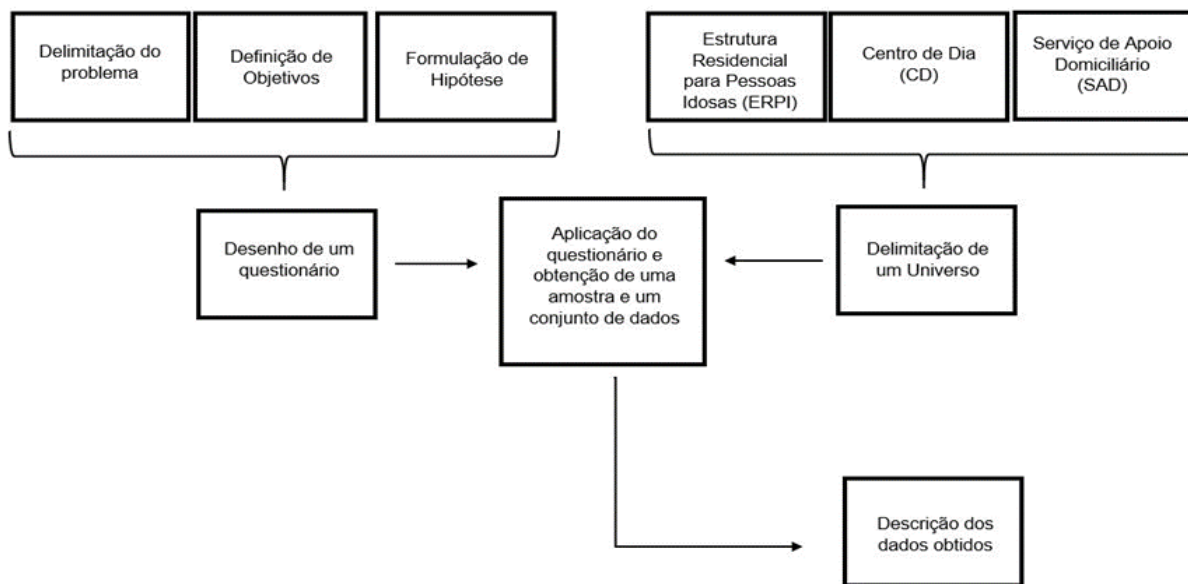 Delimitação do
problema
Definição de
Objetivos
Formulação de
Hipótese
Estrutura
Residencial
para Pessoas
Idosas (ERPI)
Centro de Dia
(CD)
Serviço de Apoio
Domiciliário
(SAD)
Desenho de um
questionário
Aplicação do
questionário e
obtenção de uma
amostra e um
conjunto de dados
Delimitação de
um Universo
Descrição dos
dados obtidos